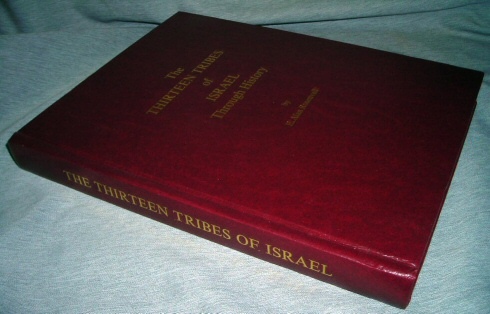 The
THIRTEEN TRIBES
of
ISRAEL
Through History
by
THE THIRTEEN TRIBES OF ISRAEL